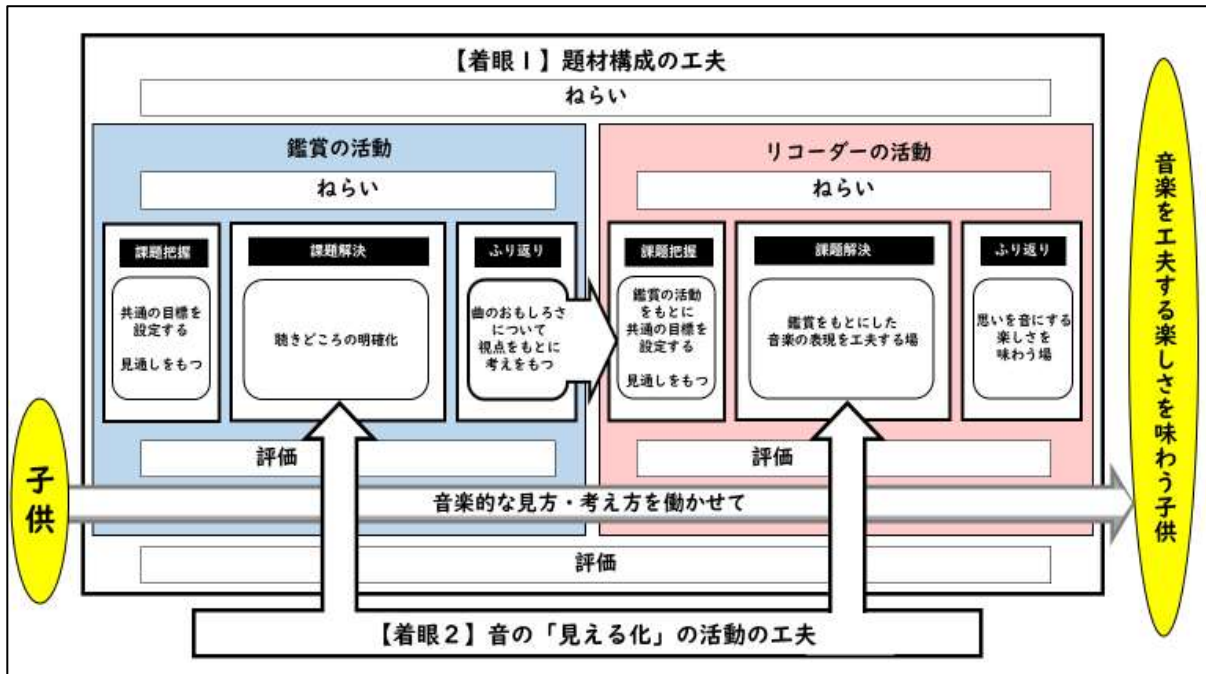 【着眼1】題材構成の工夫
ねらい
鑑賞の活動
ねらい
課題把握
共通の目標を
設定する
見通しをもつ
課題解決
聴きどころの明確化
ふり返り
曲のおもしろさ
について
視点をもとに
考えをもつ
評価
リコーダーの活動
ねらい
課題把握
鑑賞の活動
をもとに
共通の目標を
設定する
見通しをもつ
課題解決
鑑賞をもとにした
音楽の表現を工夫する場
ふり返り
思いを音にする
楽しさを
味わう場
評価
子供
音楽的な見方・考え方を働かせて
音楽を工夫する楽しさを味わう子供
評価
【着眼2】音の「見える化」の活動の工夫